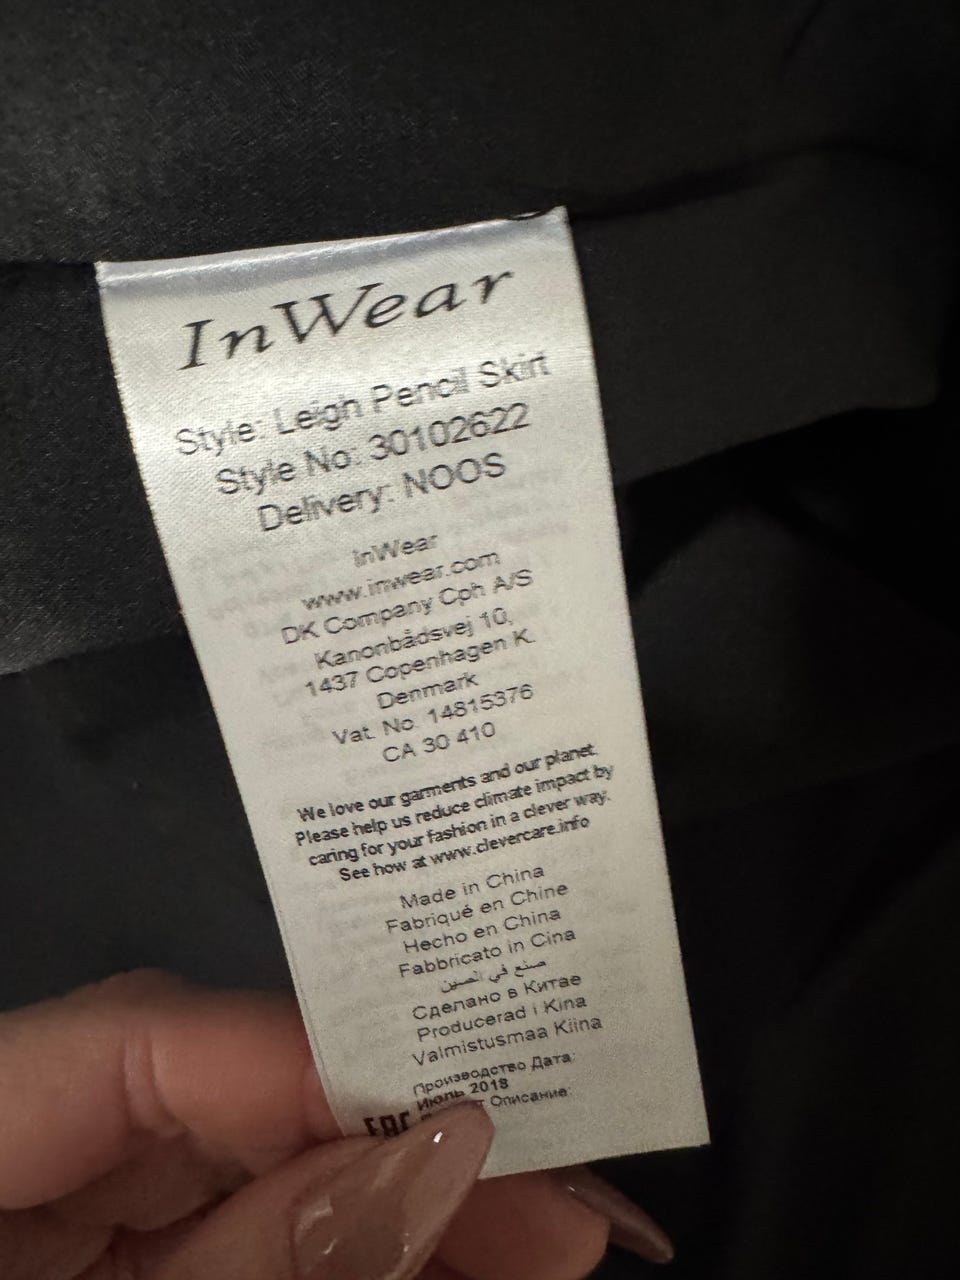 InWear
Style: Leigh Pencil Skirt
Style No: 30102622
Delivery: NOOS
InWear
www.inwear.com
DK Company Cph A/S
Kanonbådsvej 10,
1437 Copenhagen K.
Denmark
Vat. No. 14815376
CA 30 410
We love our garments and our planet.
Please help us reduce climate impact by
caring for your fashion in a clever way.
See how at www.clevercare.info
Made in China
Fabriqué en Chine
Hecho en China
Fabbricato in Cina
صنع في الصين
Сделано в Китае
Producerad i Kina
Valmistusmaa Kiina
Производство Дата:
Июль 2018
Описание:
EAC